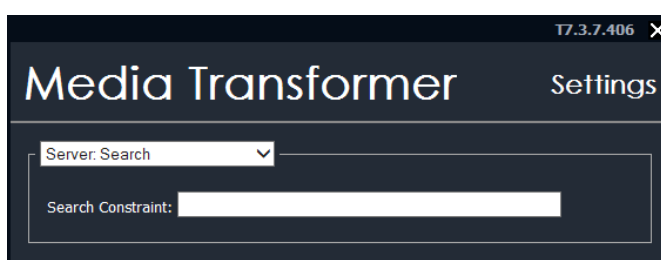 T7.3.7.406
Media Transformer Settings
Server: Search
Search Constraint: